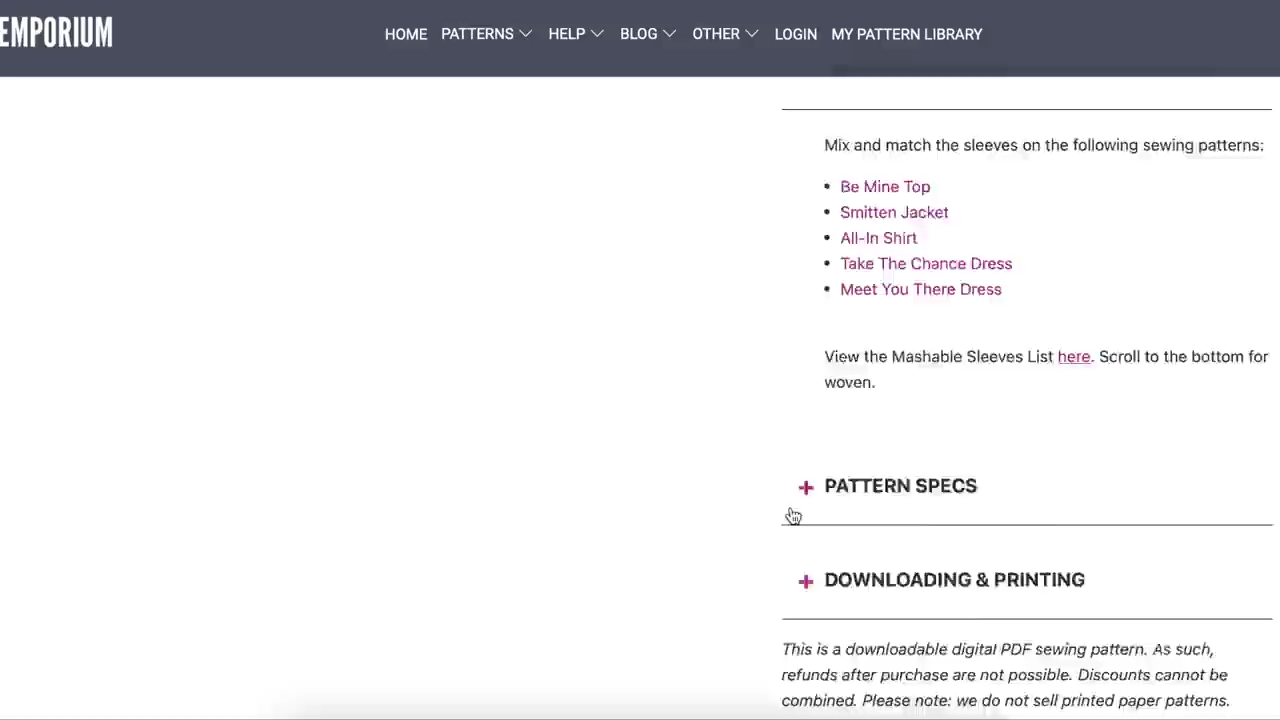 EMPORIUM
HOME PATTERNS HELP BLOG OTHER LOGIN MY PATTERN LIBRARY
Mix and match the sleeves on the following sewing patterns:
Be Mine Top
Smitten Jacket
All-In Shirt
Take The Chance Dress
Meet You There Dress
View the Mashable Sleeves List here. Scroll to the bottom for
woven.
PATTERN SPECS
DOWNLOADING & PRINTING
This is a downloadable digital PDF sewing pattern. As such,
refunds after purchase are not possible. Discounts cannot be
combined. Please note: we do not sell printed paper patterns.